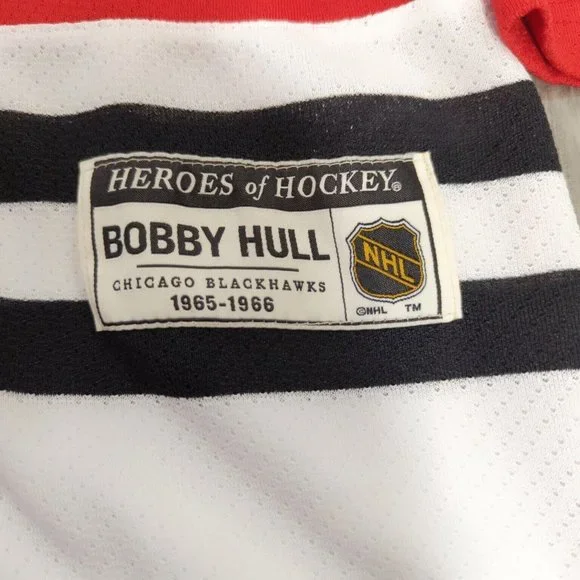 HEROES of HOCKEY®
BOBBY HULL
CHICAGO BLACKHAWKS
1965-1966
NHL
©NHL TM